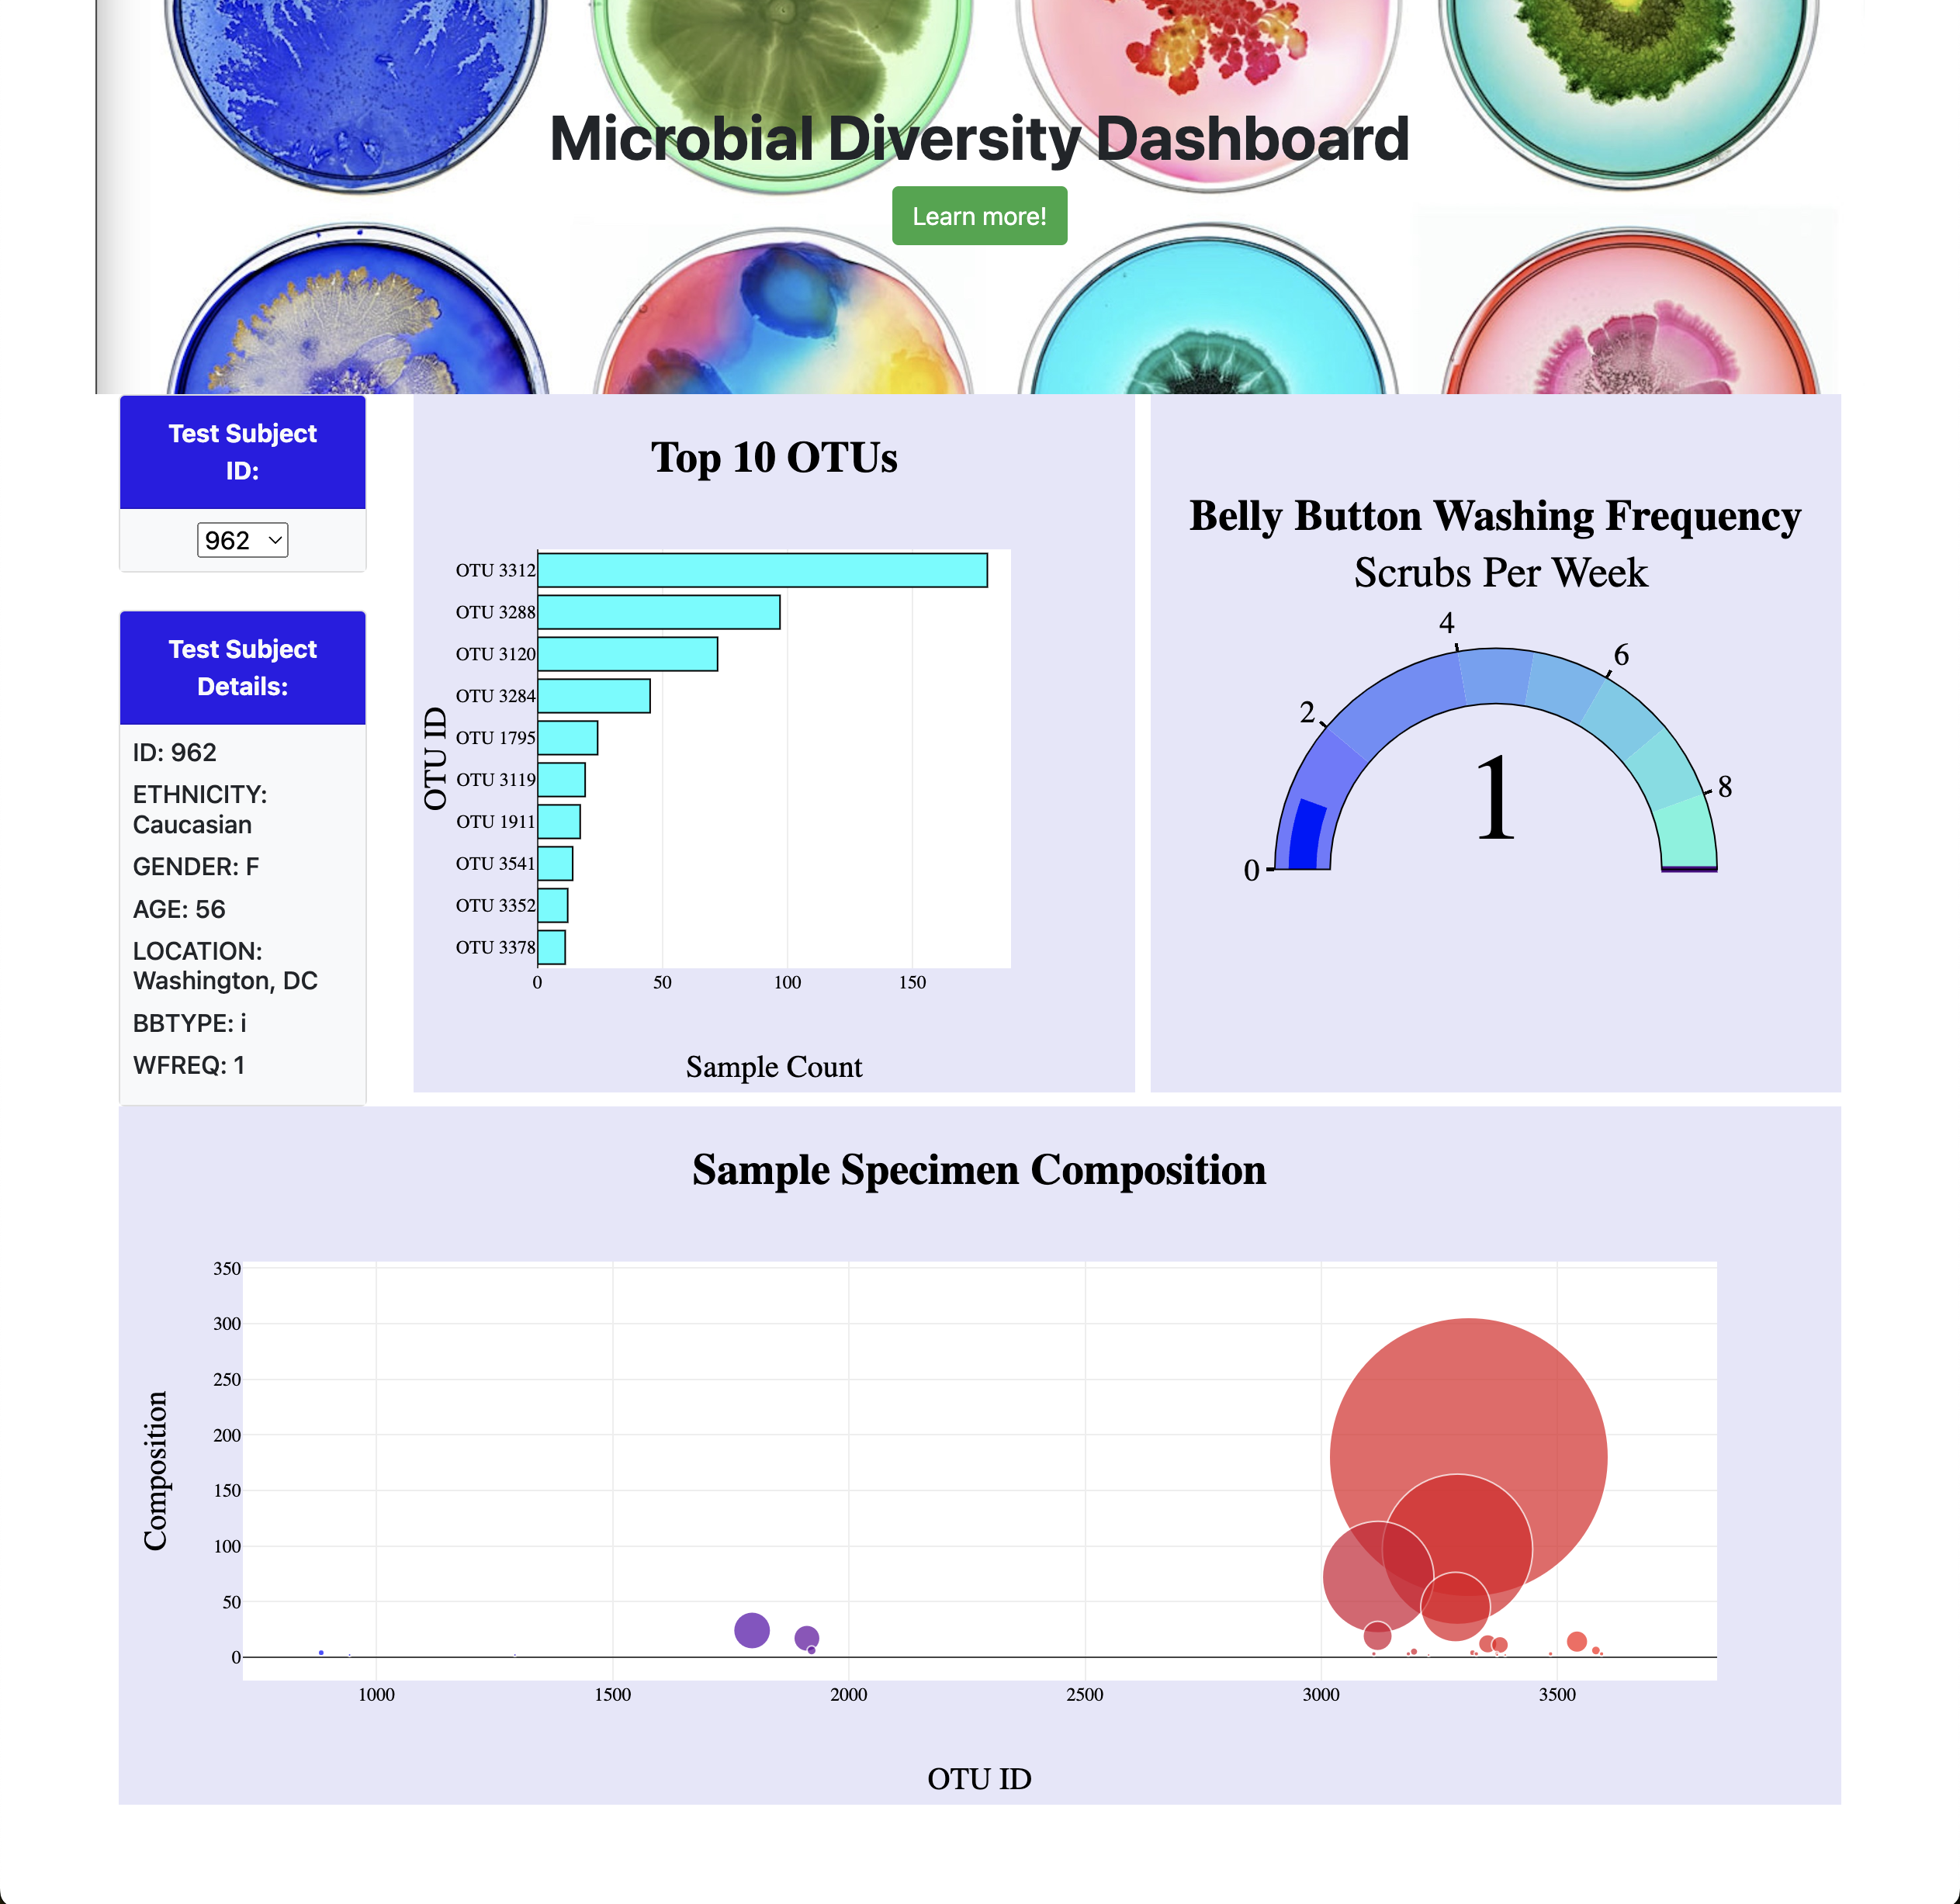 Microbial Diversity Dashboard
Learn more!
Test Subject
ID:
962
Test Subject
Details:
ID: 962
ETHNICITY:
Caucasian
GENDER: F
AGE: 56
LOCATION:
Washington, DC
BBTYPE: i
WFREQ: 1
Top 10 OTUs
OTU ID
OTU 3312
OTU 3288
OTU 3120
OTU 3284
OTU 1795
OTU 3119
OTU 1911
OTU 3541
OTU 3352
OTU 3378
0 50 100 150
Sample Count
Belly Button Washing Frequency
Scrubs Per Week
0
2
4
6
8
1
Sample Specimen Composition
Composition
350
300
250
200
150
100
50
0
1000 1500 2000 2500 3000 3500
OTU ID